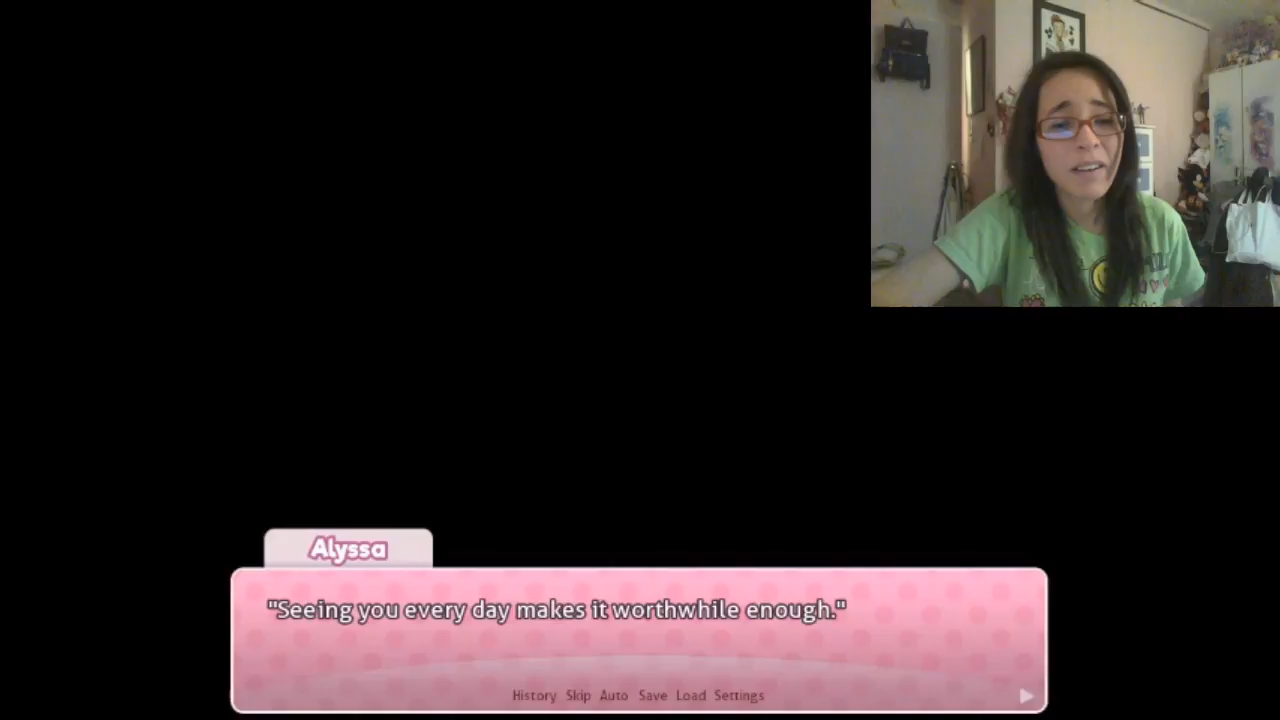 Alyssa
"Seeing you every day makes it worthwhile enough."
History Skip Auto Save Load Settings